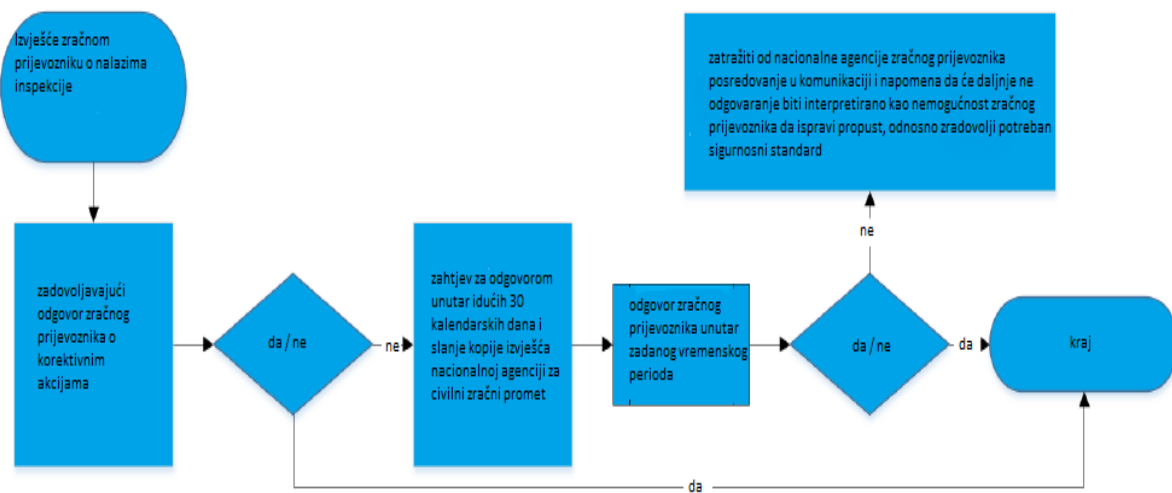 Izvješće zračnom
prijevozniku o nalazima
inspekcije
zadovoljavajući
odgovor zračnog
prijevoznika o
korektivnim
akcijama
da / ne
ne
zahtjev za odgovorom
unutar idućih 30
kalendarskih dana i
slanje kopije izvješća
nacionalnoj agenciji za
civilni zračni promet
odgovor zračnog
prijevoznika unutar
zadanog vremenskog
perioda
da / ne
ne
zatražiti od nacionalne agencije zračnog prijevoznika
posredovanje u komunikaciji i napomena da će daljnje ne
odgovaranje biti interpretirano kao nemogućnost zračnog
prijevoznika da ispravi propust, odnosno zradovolji potreban
sigurnosni standard
da
kraj
da